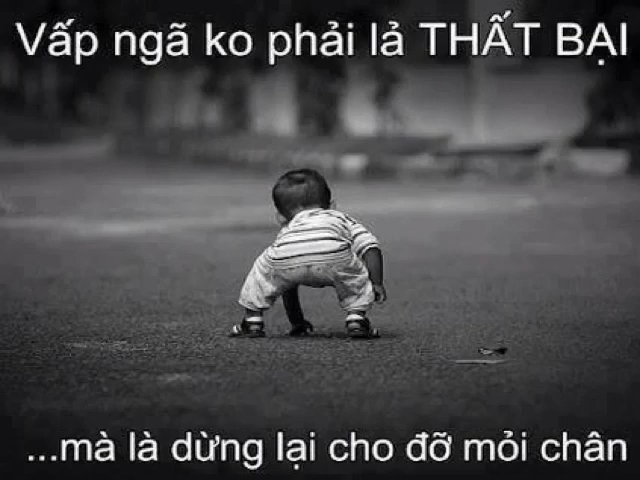 Vấp ngã ko phải lả THẤT BẠI
...mà là dừng lại cho đỡ mỏi chân